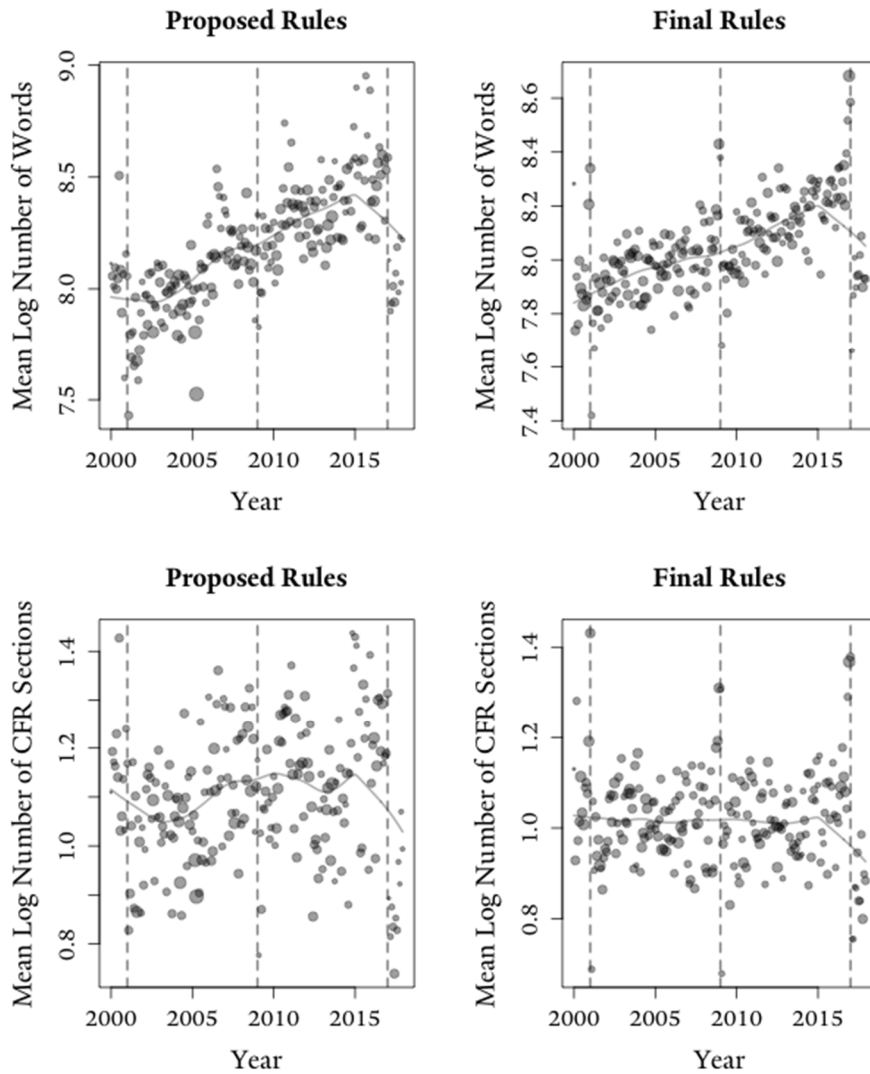 Proposed Rules
Mean Log Number of Words
9.0
8.5
8.0
7.5
2000 2005 2010 2015
Year
Final Rules
Mean Log Number of Words
8.6
8.4
8.2
8.0
7.8
7.6
7.4
2000 2005 2010 2015
Year
Proposed Rules
Mean Log Number of CFR Sections
1.4
1.2
1.0
0.8
2000 2005 2010 2015
Year
Final Rules
Mean Log Number of CFR Sections
1.4
1.2
1.0
0.8
2000 2005 2010 2015
Year